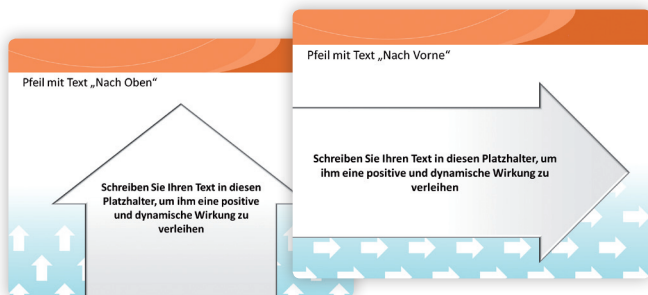 Pfeil mit Text „Nach Oben“
Schreiben Sie Ihren Text in diesen
Platzhalter, um ihm eine positive
und dynamische Wirkung zu
verleihen
Pfeil mit Text „Nach Vorne“
Schreiben Sie Ihren Text in diesen Platzhalter, um
ihm eine positive und dynamische Wirkung zu
verleihen